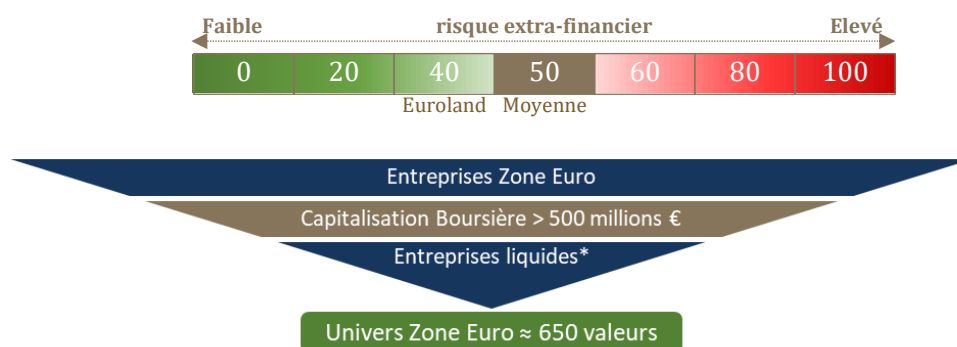 Faible risque extra-financier Elevé
0 20 40 50 60 80 100
Euroland Moyenne
Entreprises Zone Euro
Capitalisation Boursière > 500 millions €
Entreprises liquides*
Univers Zone Euro ≈ 650 valeurs